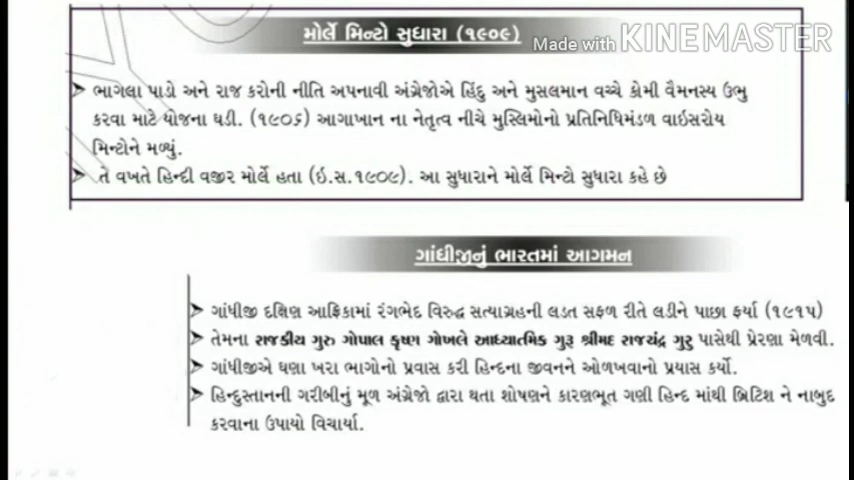 મોર્લે મિન્ટો સુધારા (૧૯૦૯)
Made with KINEMASTER
ભાગલા પાડો અને રાજ કરોની નીતિ અપનાવી અંગ્રેજોએ હિંદુ અને મુસલમાન વચ્ચે કોમી વૈમનસ્ય ઉભુ
કરવા માટે યોજના ઘડી. (૧૯૦૬) આગાખાન ના નેતૃત્વ નીચે મુસ્લિમોનો પ્રતિનિધિમંડળ વાઇસરોય
મિન્ટોને મળ્યું.
તે વખતે હિન્દી વજીર મોર્લે હતા (ઇ.સ.૧૯૦૯). આ સુધારાને મોર્લે મિન્ટો સુધારા કહે છે
ગાંધીજીનું ભારતમાં આગમન
ગાંધીજી દક્ષિણ આફ્રિકામાં રંગભેદ વિરુદ્ધ સત્યાગ્રહની લડત સફળ રીતે લડીને પાછા ફર્યા (૧૯૧૫)
તેમના રાજકીય ગુરુ ગોપાલ કૃષ્ણ ગોખલે આધ્યાત્મિક ગુરૂ શ્રીમદ રાજચંદ્ર ગુરુ પાસેથી પ્રેરણા મેળવી.
ગાંધીજીએ ઘણા ખરા ભાગોનો પ્રવાસ કરી હિન્દના જીવનને ઓળખવાનો પ્રયાસ કર્યો.
હિન્દુસ્તાનની ગરીબીનું મૂળ અંગ્રેજો દ્વારા થતા શોષણને કારણભૂત ગણી હિન્દ માંથી બ્રિટિશ ને નાબુદ
કરવાના ઉપાયો વિચાર્યા.